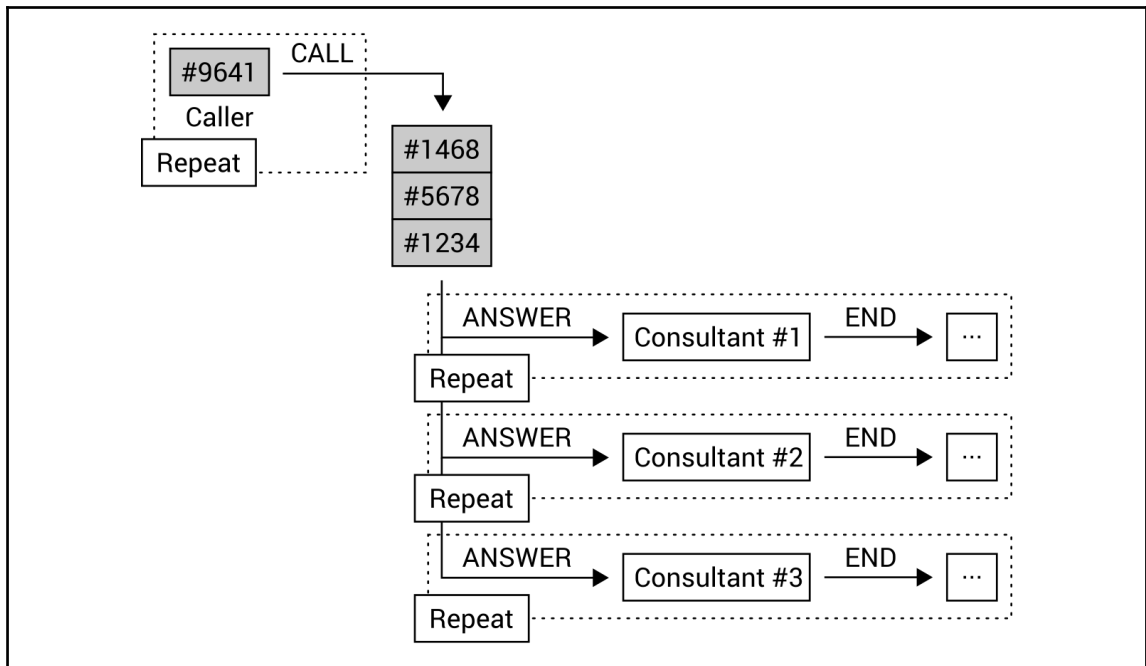 CALL
#9641
Caller
Repeat
#1468
#5678
#1234
ANSWER
Consultant #1
END
...
Repeat
ANSWER
Consultant #2
END
...
Repeat
ANSWER
Consultant #3
END
...
Repeat